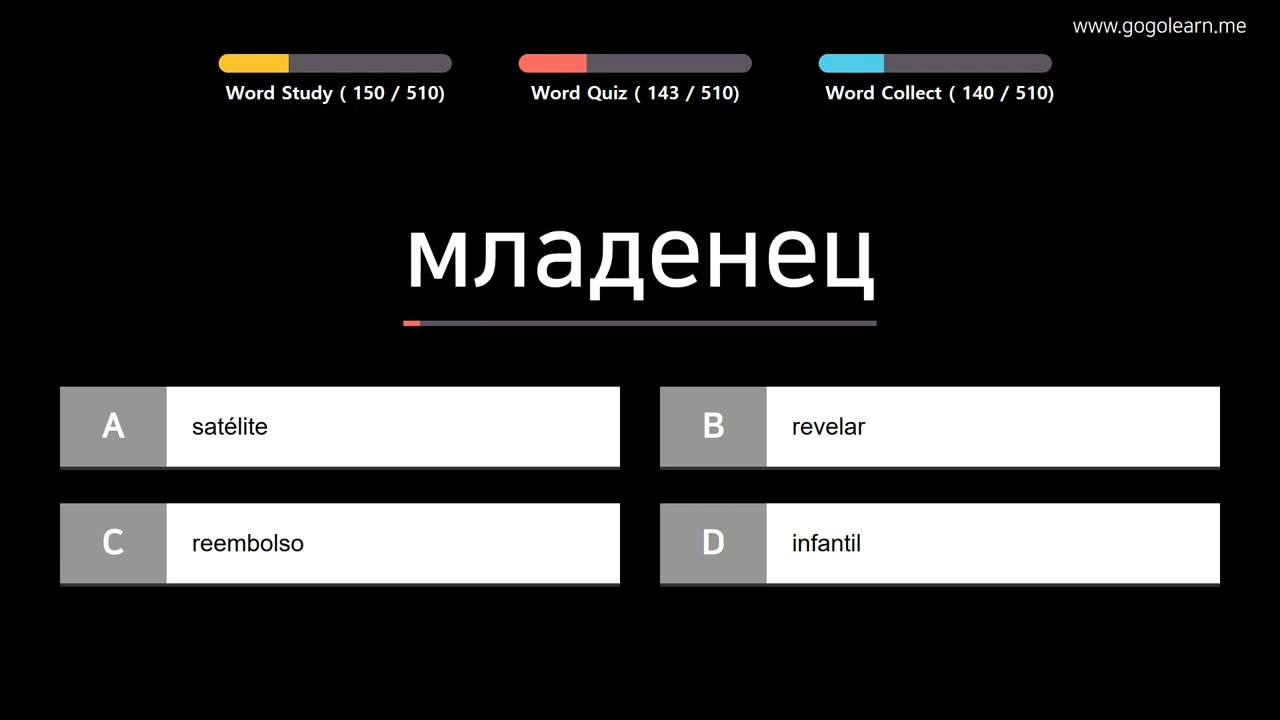 www.gogolearn.me
Word Study ( 150 / 510) Word Quiz ( 143 / 510) Word Collect ( 140 / 510)
младенец
A satélite
B revelar
C reembolso
D infantil